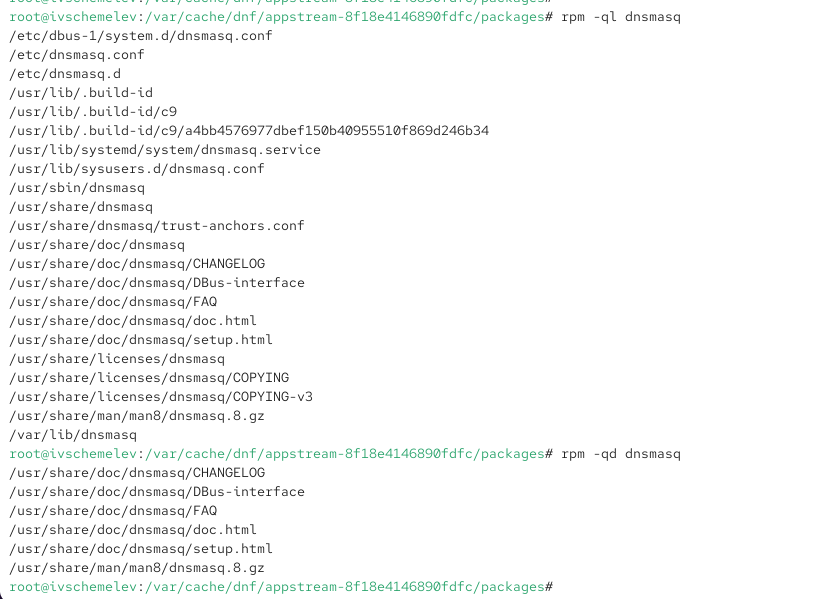 root@ivschemelev:/var/cache/dnf/appstream-8f18e4146890fdfc/packages# rpm -ql dnsmasq
/etc/dbus-1/system.d/dnsmasq.conf
/etc/dnsmasq.conf
/etc/dnsmasq.d
/usr/lib/.build-id
/usr/lib/.build-id/c9
/usr/lib/.build-id/c9/a4bb4576977dbef150b40955510f869d246b34
/usr/lib/systemd/system/dnsmasq.service
/usr/lib/sysusers.d/dnsmasq.conf
/usr/sbin/dnsmasq
/usr/share/dnsmasq
/usr/share/dnsmasq/trust-anchors.conf
/usr/share/doc/dnsmasq
/usr/share/doc/dnsmasq/CHANGELOG
/usr/share/doc/dnsmasq/DBus-interface
/usr/share/doc/dnsmasq/FAQ
/usr/share/doc/dnsmasq/doc.html
/usr/share/doc/dnsmasq/setup.html
/usr/share/licenses/dnsmasq
/usr/share/licenses/dnsmasq/COPYING
/usr/share/licenses/dnsmasq/COPYING-v3
/usr/share/man/man8/dnsmasq.8.gz
/var/lib/dnsmasq
root@ivschemelev:/var/cache/dnf/appstream-8f18e4146890fdfc/packages# rpm -qd dnsmasq
/usr/share/doc/dnsmasq/CHANGELOG
/usr/share/doc/dnsmasq/DBus-interface
/usr/share/doc/dnsmasq/FAQ
/usr/share/doc/dnsmasq/doc.html
/usr/share/doc/dnsmasq/setup.html
/usr/share/man/man8/dnsmasq.8.gz
root@ivschemelev:/var/cache/dnf/appstream-8f18e4146890fdfc/packages#